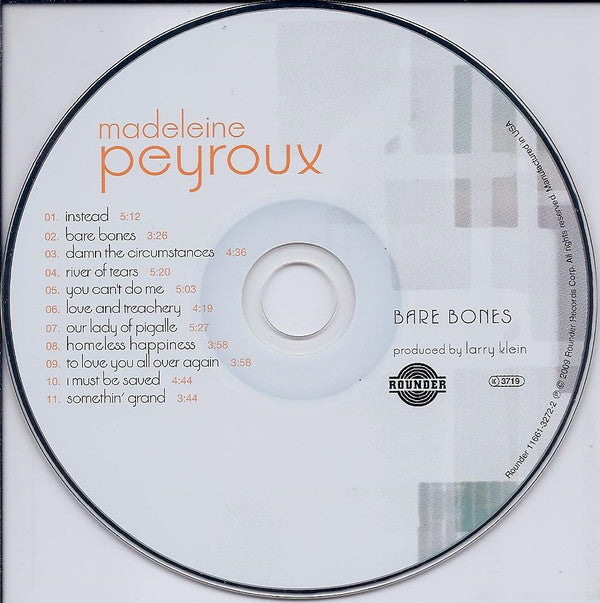 madeleine
peyroux
01. instead 5:12
02. bare bones 3:26
03. damn the circumstances 4:36
04. river of tears 5:20
05. you can't do me 5:03
06. love and treachery 4:19
07. our lady of pigalle 5:27
08. homeless happiness 3:58
09. to love you all over again 3:58
10. i must be saved 4:44
11. somethin' grand 3:44
BARE BONES
produced by larry klein
ROUNDER
3719
Rounder 11661-3272-2 ℗ © 2009 Rounder Records Corp. All rights reserved Manufactured in USA